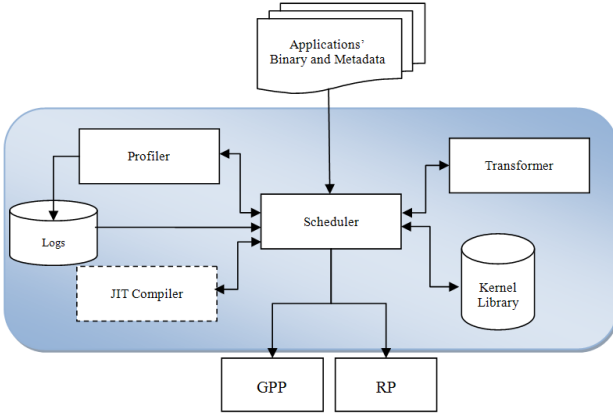 Applications’
Binary and Metadata
Profiler
Transformer
Scheduler
Logs
JIT Compiler
Kernel
Library
GPP
RP